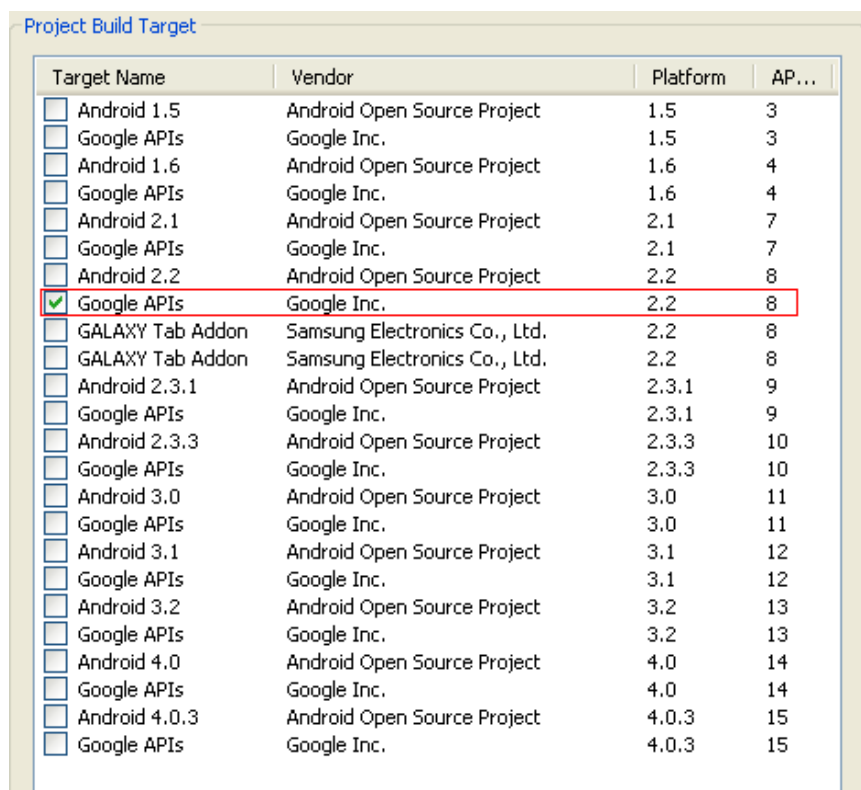 Project Build Target
Target Name Vendor Platform AP...
Android 1.5 Android Open Source Project 1.5 3
Google APIs Google Inc. 1.5 3
Android 1.6 Android Open Source Project 1.6 4
Google APIs Google Inc. 1.6 4
Android 2.1 Android Open Source Project 2.1 7
Google APIs Google Inc. 2.1 7
Android 2.2 Android Open Source Project 2.2 8
Google APIs Google Inc. 2.2 8
GALAXY Tab Addon Samsung Electronics Co., Ltd. 2.2 8
GALAXY Tab Addon Samsung Electronics Co., Ltd. 2.2 8
Android 2.3.1 Android Open Source Project 2.3.1 9
Google APIs Google Inc. 2.3.1 9
Android 2.3.3 Android Open Source Project 2.3.3 10
Google APIs Google Inc. 2.3.3 10
Android 3.0 Android Open Source Project 3.0 11
Google APIs Google Inc. 3.0 11
Android 3.1 Android Open Source Project 3.1 12
Google APIs Google Inc. 3.1 12
Android 3.2 Android Open Source Project 3.2 13
Google APIs Google Inc. 3.2 13
Android 4.0 Android Open Source Project 4.0 14
Google APIs Google Inc. 4.0 14
Android 4.0.3 Android Open Source Project 4.0.3 15
Google APIs Google Inc. 4.0.3 15